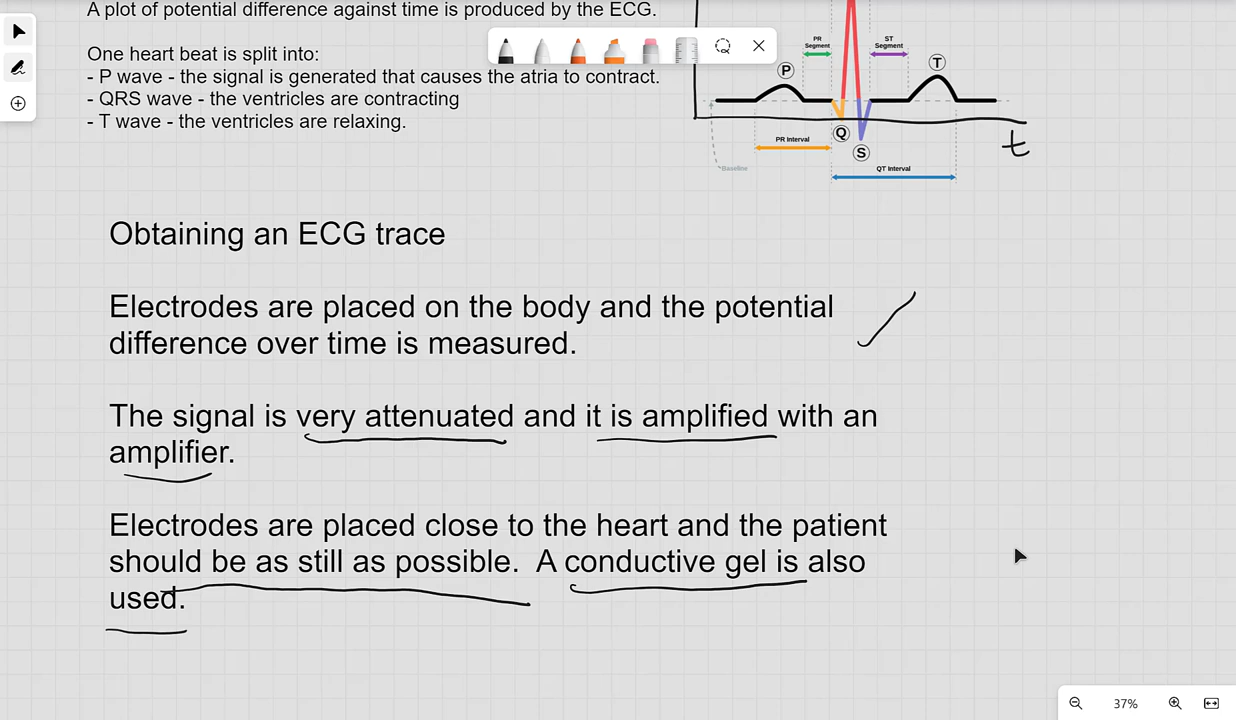 A plot of potential difference against time is produced by the ECG.
One heart beat is split into:
- P wave - the signal is generated that causes the atria to contract.
- QRS wave - the ventricles are contracting
- T wave - the ventricles are relaxing.
PR
Segment
ST
Segment
P
T
Q
S
PR Interval
QT Interval
Baseline
t
Obtaining an ECG trace
Electrodes are placed on the body and the potential
difference over time is measured.
The signal is very attenuated and it is amplified with an
amplifier.
Electrodes are placed close to the heart and the patient
should be as still as possible.  A conductive gel is also
used.
37%